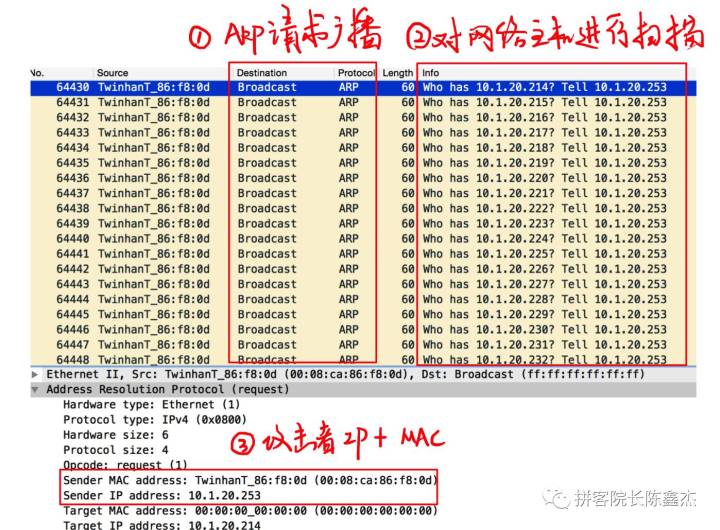 ① ARP请求广播 ②对网络主机进行扫描
No. Source Destination Protocol Length Info
64430 TwinhanT_86:f8:0d Broadcast ARP 60 Who has 10.1.20.214? Tell 10.1.20.253
64431 TwinhanT_86:f8:0d Broadcast ARP 60 Who has 10.1.20.215? Tell 10.1.20.253
64432 TwinhanT_86:f8:0d Broadcast ARP 60 Who has 10.1.20.216? Tell 10.1.20.253
64433 TwinhanT_86:f8:0d Broadcast ARP 60 Who has 10.1.20.217? Tell 10.1.20.253
64434 TwinhanT_86:f8:0d Broadcast ARP 60 Who has 10.1.20.218? Tell 10.1.20.253
64435 TwinhanT_86:f8:0d Broadcast ARP 60 Who has 10.1.20.219? Tell 10.1.20.253
64436 TwinhanT_86:f8:0d Broadcast ARP 60 Who has 10.1.20.220? Tell 10.1.20.253
64437 TwinhanT_86:f8:0d Broadcast ARP 60 Who has 10.1.20.221? Tell 10.1.20.253
64438 TwinhanT_86:f8:0d Broadcast ARP 60 Who has 10.1.20.222? Tell 10.1.20.253
64439 TwinhanT_86:f8:0d Broadcast ARP 60 Who has 10.1.20.223? Tell 10.1.20.253
64440 TwinhanT_86:f8:0d Broadcast ARP 60 Who has 10.1.20.224? Tell 10.1.20.253
64441 TwinhanT_86:f8:0d Broadcast ARP 60 Who has 10.1.20.225? Tell 10.1.20.253
64442 TwinhanT_86:f8:0d Broadcast ARP 60 Who has 10.1.20.226? Tell 10.1.20.253
64443 TwinhanT_86:f8:0d Broadcast ARP 60 Who has 10.1.20.227? Tell 10.1.20.253
64444 TwinhanT_86:f8:0d Broadcast ARP 60 Who has 10.1.20.228? Tell 10.1.20.253
64445 TwinhanT_86:f8:0d Broadcast ARP 60 Who has 10.1.20.229? Tell 10.1.20.253
64446 TwinhanT_86:f8:0d Broadcast ARP 60 Who has 10.1.20.230? Tell 10.1.20.253
64447 TwinhanT_86:f8:0d Broadcast ARP 60 Who has 10.1.20.231? Tell 10.1.20.253
64448 TwinhanT_86:f8:0d Broadcast ARP 60 Who has 10.1.20.232? Tell 10.1.20.253
Ethernet II, Src: TwinhanT_86:f8:0d (00:08:ca:86:f8:0d), Dst: Broadcast (ff:ff:ff:ff:ff:ff)
Address Resolution Protocol (request)
Hardware type: Ethernet (1)
Protocol type: IPv4 (0x0800)
Hardware size: 6
Protocol size: 4
③ 攻击者IP+MAC
Opcode: request (1)
Sender MAC address: TwinhanT_86:f8:0d (00:08:ca:86:f8:0d)
Sender IP address: 10.1.20.253
Target MAC address: 00:00:00_00:00:00 (00:00:00:00:00:00)
Target IP address: 10.1.20.214
拼客院长陈鑫杰